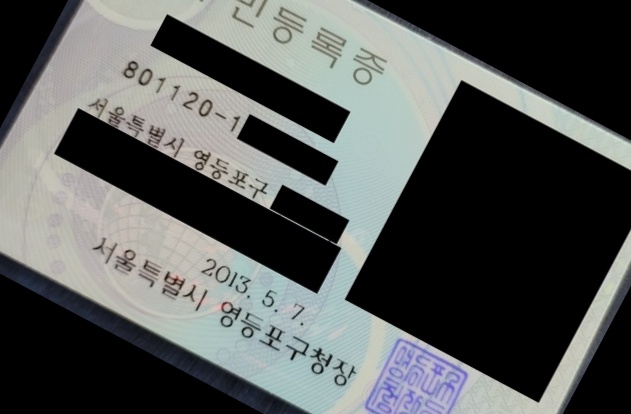 민등록증
801120-1
서울특별시 영등포구
2013. 5. 7.
서울특별시 영등포구청장